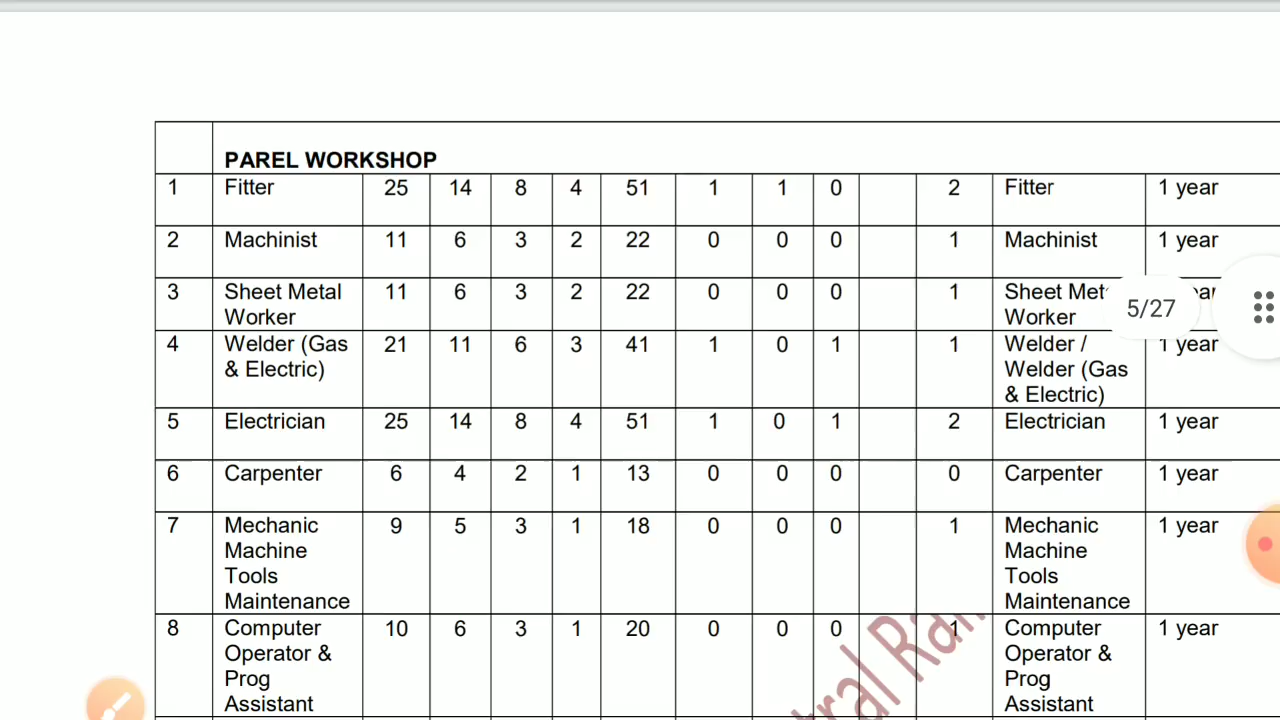 PAREL WORKSHOP
1 Fitter 25 14 8 4 51 1 1 0 2 Fitter 1 year
2 Machinist 11 6 3 2 22 0 0 0 1 Machinist 1 year
3 Sheet Metal 11 6 3 2 22 0 0 0 1 Sheet
Worker Worker
5/27
4 Welder (Gas 21 11 6 3 41 1 0 1 1 Welder / 1 year
& Electric) Welder (Gas
& Electric)
5 Electrician 25 14 8 4 51 1 0 1 2 Electrician 1 year
6 Carpenter 6 4 2 1 13 0 0 0 0 Carpenter 1 year
7 Mechanic 9 5 3 1 18 0 0 0 1 Mechanic 1 year
Machine Machine
Tools Tools
Maintenance Maintenance
8 Computer 10 6 3 1 20 0 0 0 1 Computer 1 year
Operator & Operator &
Prog Prog
Assistant Assistant